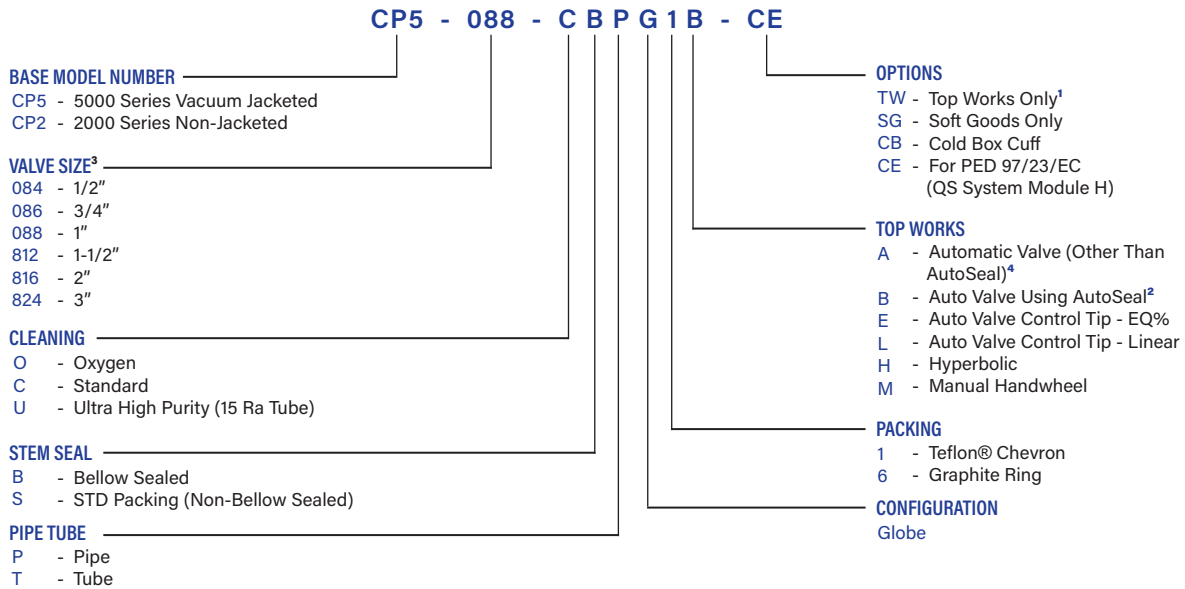 CP5 - 088 - C B P G 1 B - CE
BASE MODEL NUMBER
CP5 - 5000 Series Vacuum Jacketed
CP2 - 2000 Series Non-Jacketed
VALVE SIZE³
084 - 1/2″
086 - 3/4″
088 - 1″
812 - 1-1/2″
816 - 2″
824 - 3″
CLEANING
O - Oxygen
C - Standard
U - Ultra High Purity (15 Ra Tube)
STEM SEAL
B - Bellow Sealed
S - STD Packing (Non-Bellow Sealed)
PIPE TUBE
P - Pipe
T - Tube
OPTIONS
TW - Top Works Only¹
SG - Soft Goods Only
CB - Cold Box Cuff
CE - For PED 97/23/EC
(QS System Module H)
TOP WORKS
A - Automatic Valve (Other Than
AutoSeal)⁴
B - Auto Valve Using AutoSeal²
E - Auto Valve Control Tip - EQ%
L - Auto Valve Control Tip - Linear
H - Hyperbolic
M - Manual Handwheel
PACKING
1 - Teflon® Chevron
6 - Graphite Ring
CONFIGURATION
Globe